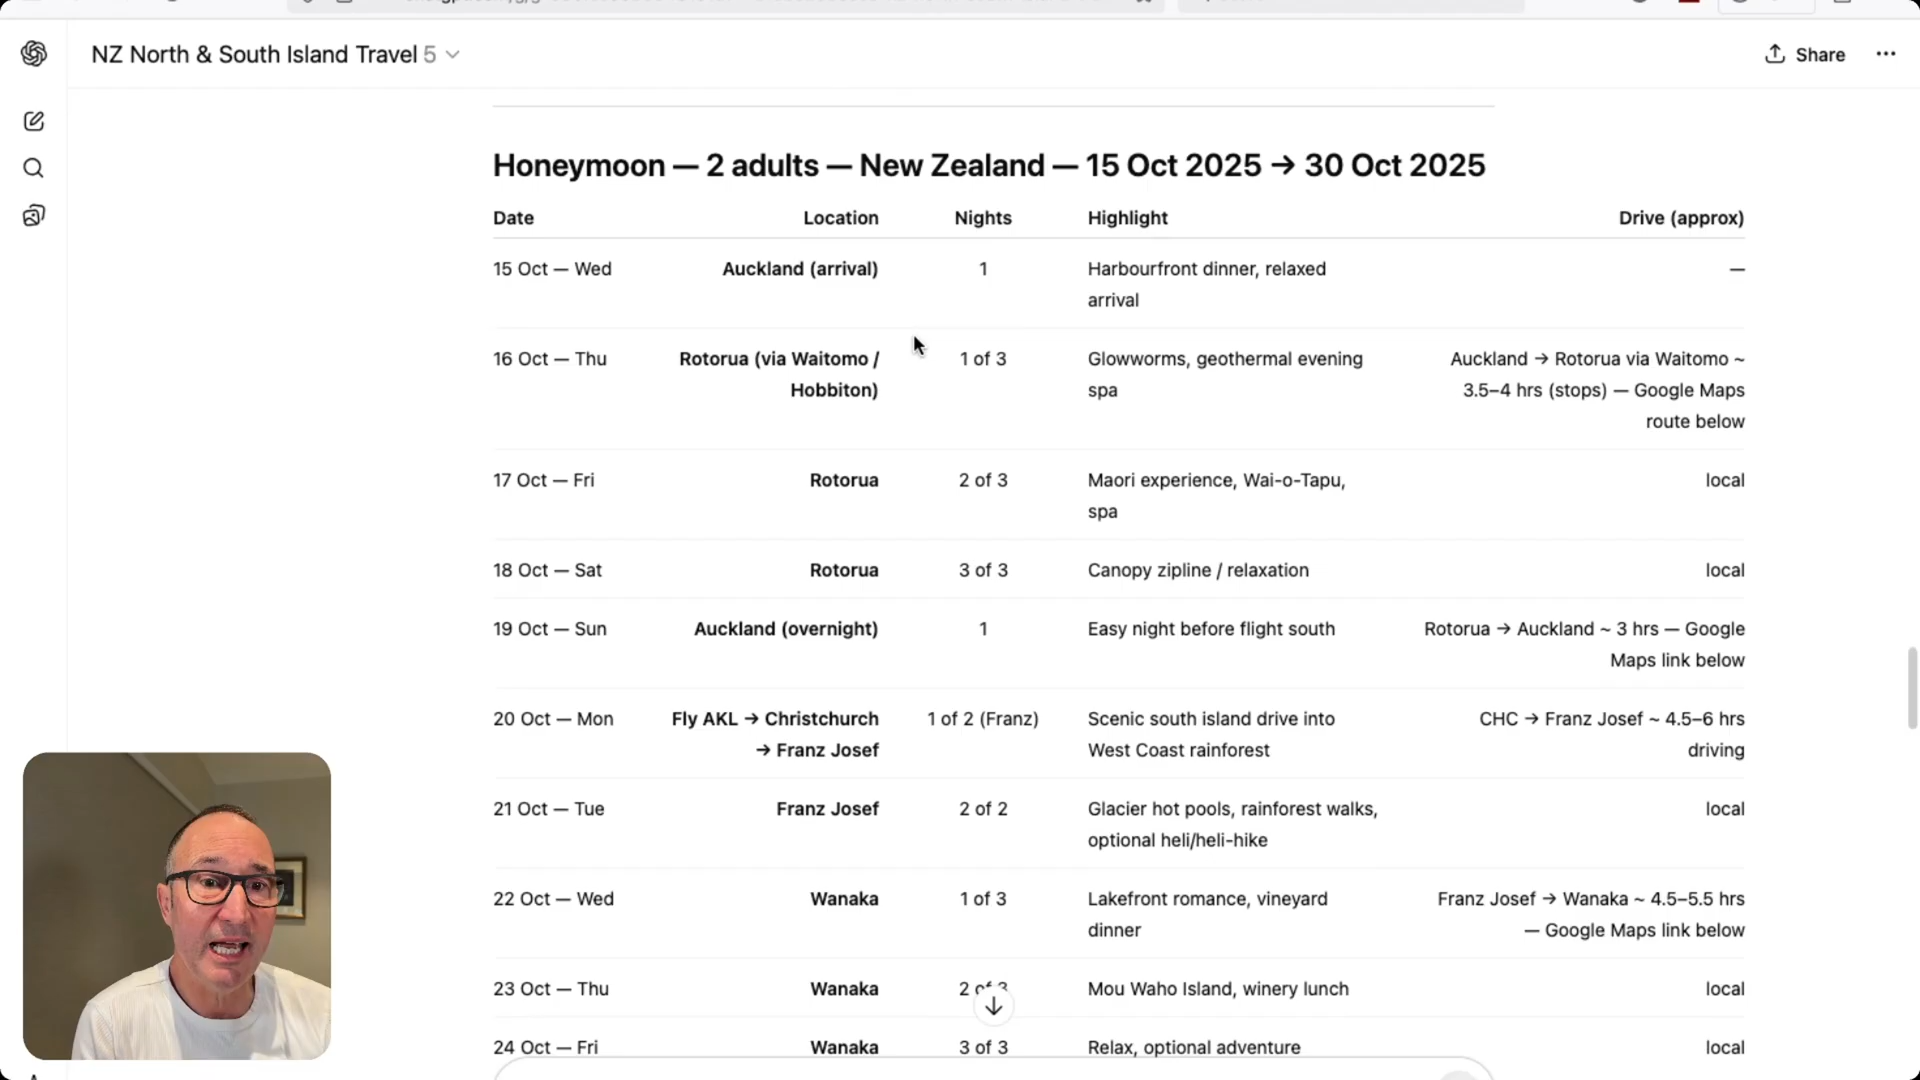 NZ North & South Island Travel 5
Share
Honeymoon — 2 adults — New Zealand — 15 Oct 2025 → 30 Oct 2025
Date Location Nights Highlight Drive (approx)
15 Oct — Wed Auckland (arrival) 1 Harbourfront dinner, relaxed —
arrival
16 Oct — Thu Rotorua (via Waitomo / 1 of 3 Glowworms, geothermal evening Auckland → Rotorua via Waitomo ~
Hobbiton) spa 3.5–4 hrs (stops) — Google Maps
route below
17 Oct — Fri Rotorua 2 of 3 Maori experience, Wai-o-Tapu, local
spa
18 Oct — Sat Rotorua 3 of 3 Canopy zipline / relaxation local
19 Oct — Sun Auckland (overnight) 1 Easy night before flight south Rotorua → Auckland ~ 3 hrs — Google
Maps link below
20 Oct — Mon Fly AKL → Christchurch 1 of 2 (Franz) Scenic south island drive into CHC → Franz Josef ~ 4.5–6 hrs
→ Franz Josef West Coast rainforest driving
21 Oct — Tue Franz Josef 2 of 2 Glacier hot pools, rainforest walks, local
optional heli/heli-hike
22 Oct — Wed Wanaka 1 of 3 Lakefront romance, vineyard Franz Josef → Wanaka ~ 4.5–5.5 hrs
dinner — Google Maps link below
23 Oct — Thu Wanaka 2 of 3 Mou Waho Island, winery lunch local
24 Oct — Fri Wanaka 3 of 3 Relax, optional adventure local